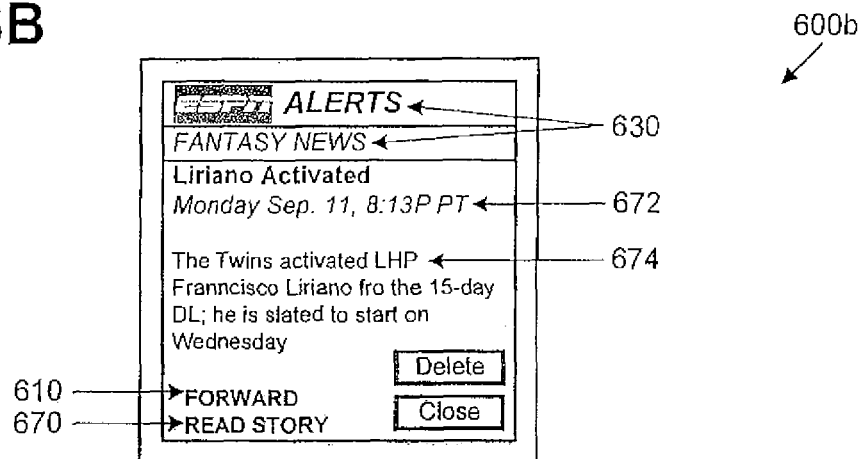 B
600b
ESPN ALERTS
630
FANTASY NEWS
Liriano Activated
Monday Sep. 11, 8:13P PT
672
The Twins activated LHP
674
Franncisco Liriano fro the 15-day
DL; he is slated to start on
Wednesday
Delete
610
FORWARD
Close
670
READ STORY